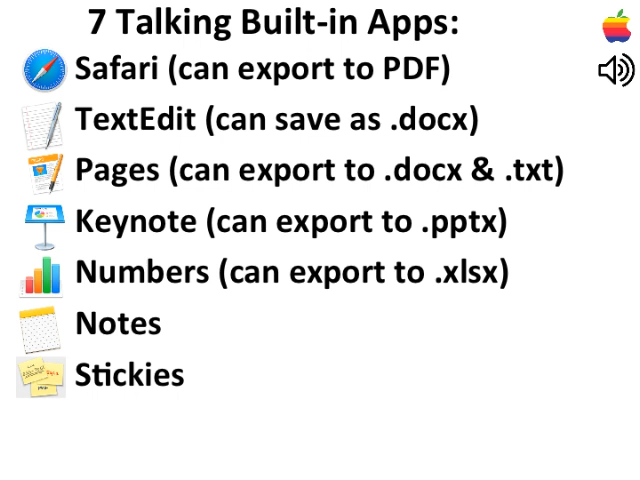 7 Talking Built-in Apps:
Safari (can export to PDF)
TextEdit (can save as .docx)
Pages (can export to .docx & .txt)
Keynote (can export to .pptx)
Numbers (can export to .xlsx)
Notes
Stickies